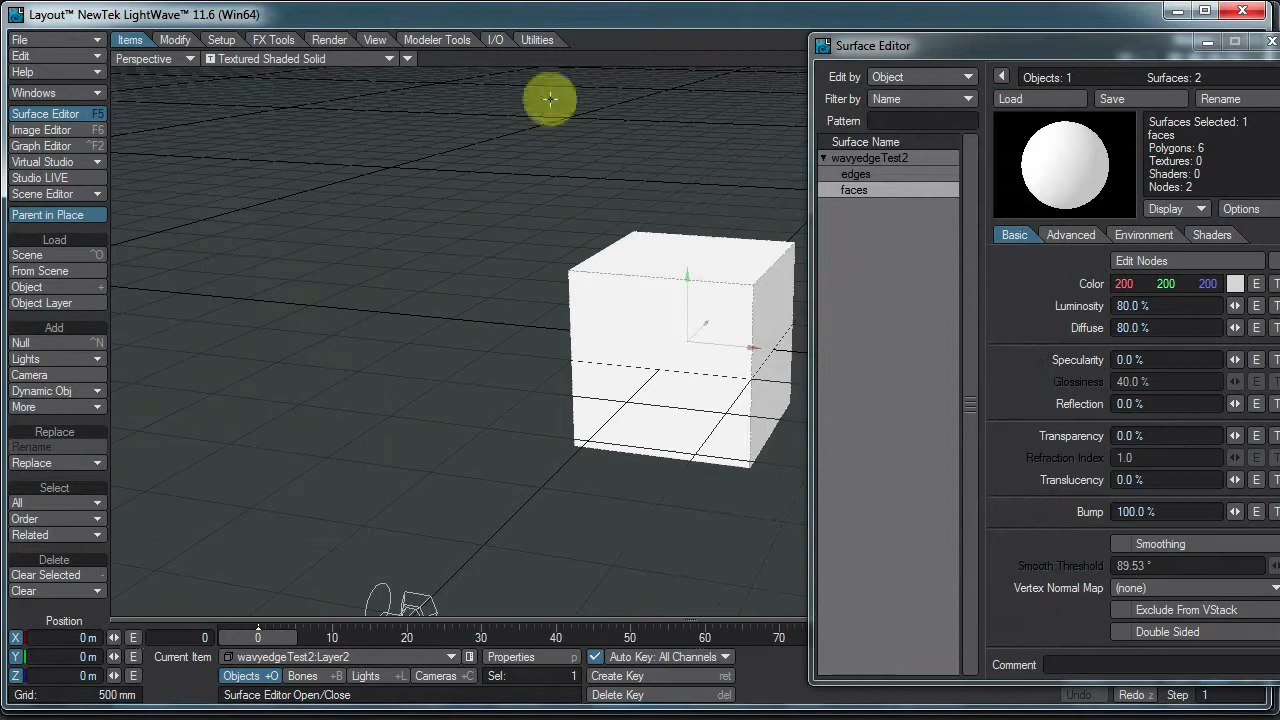 Layout™ NewTek LightWave™ 11.6 (Win64)
File
Edit
Help
Windows
Surface Editor F5
Image Editor F6
Graph Editor ^F2
Virtual Studio
Studio LIVE
Scene Editor
Parent in Place
Load
Scene ^O
From Scene
Object +
Object Layer
Add
Null ^N
Lights
Camera
Dynamic Obj
More
Replace
Rename
Replace
Select
All
Order
Related
Delete
Clear Selected -
Clear
Position
X 0 m E
Y 0 m E
Z 0 m E
Grid: 500 mm
Items Modify Setup FX Tools Render View Modeler Tools I/O Utilities
Perspective T Textured Shaded Solid
0 0 10 20 30 40 50 60 70
Current Item wavyedgeTest2:Layer2 Properties p Auto Key: All Channels
Objects +O Bones +B Lights +L Cameras +C Sel: 1 Create Key ret
Surface Editor Open/Close Delete Key del
Undo Redo z Step 1
Surface Editor
Edit by Object
Filter by Name
Pattern
Surface Name
wavyedgeTest2
edges
faces
Objects: 1 Surfaces: 2
Load Save Rename
Surfaces Selected: 1
faces
Polygons: 6
Textures: 0
Shaders: 0
Nodes: 2
Display Options
Basic Advanced Environment Shaders
Edit Nodes
Color 200 200 200 E T
Luminosity 80.0 % E T
Diffuse 80.0 % E T
Specularity 0.0 % E T
Glossiness 40.0 % E T
Reflection 0.0 % E T
Transparency 0.0 % E T
Refraction Index 1.0 E T
Translucency 0.0 % E T
Bump 100.0 % E T
Smoothing
Smooth Threshold 89.53 °
Vertex Normal Map (none)
Exclude From VStack
Double Sided
Comment